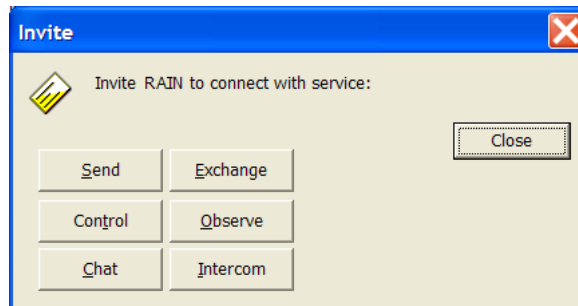 Invite
Invite RAIN to connect with service:
Close
Send Exchange
Control Observe
Chat Intercom